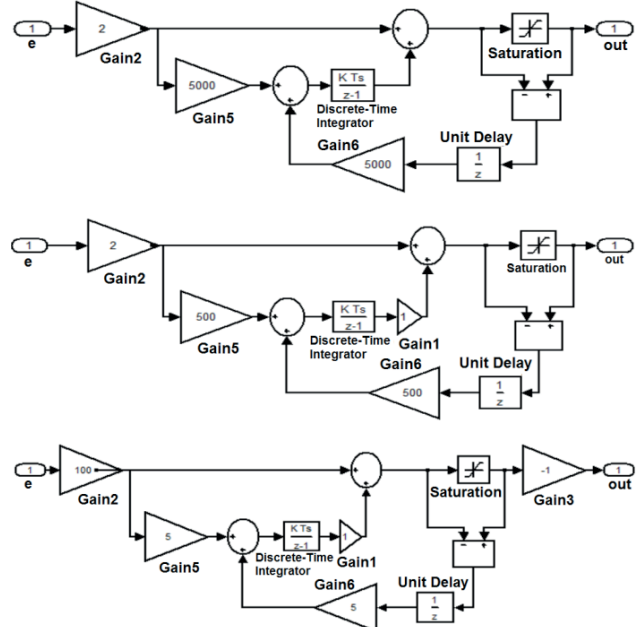 1
e
2
Gain2
5000
Gain5
+
+
+
+
K Ts
z-1
Discrete-Time
Integrator
Gain6
5000
Unit Delay
1
z
Saturation
- +
1
out
1
e
2
Gain2
500
Gain5
+
+
+
+
K Ts
z-1
Discrete-Time
Integrator
1
Gain1
Gain6
500
Unit Delay
1
z
Saturation
- +
1
out
1
e
100
Gain2
5
Gain5
+
+
+
+
K Ts
z-1
Discrete-Time
Integrator
1
Gain1
Gain6
5
Unit Delay
1
z
Saturation
- +
-1
Gain3
1
out